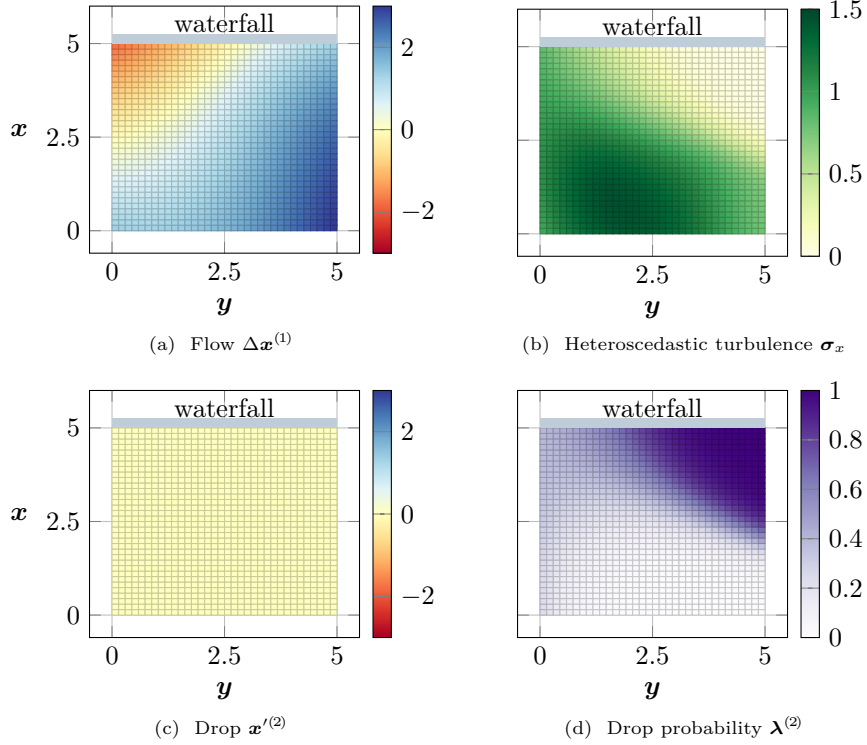 waterfall
5
2.5
0
x
0
2.5
5
y
2
0
−2
(a) Flow Δx⁽¹⁾
waterfall
0
2.5
5
y
1.5
1
0.5
0
(b) Heteroscedastic turbulence σₓ
waterfall
5
2.5
0
x
0
2.5
5
y
2
0
−2
(c) Drop x′⁽²⁾
waterfall
0
2.5
5
y
1
0.8
0.6
0.4
0.2
0
(d) Drop probability λ⁽²⁾